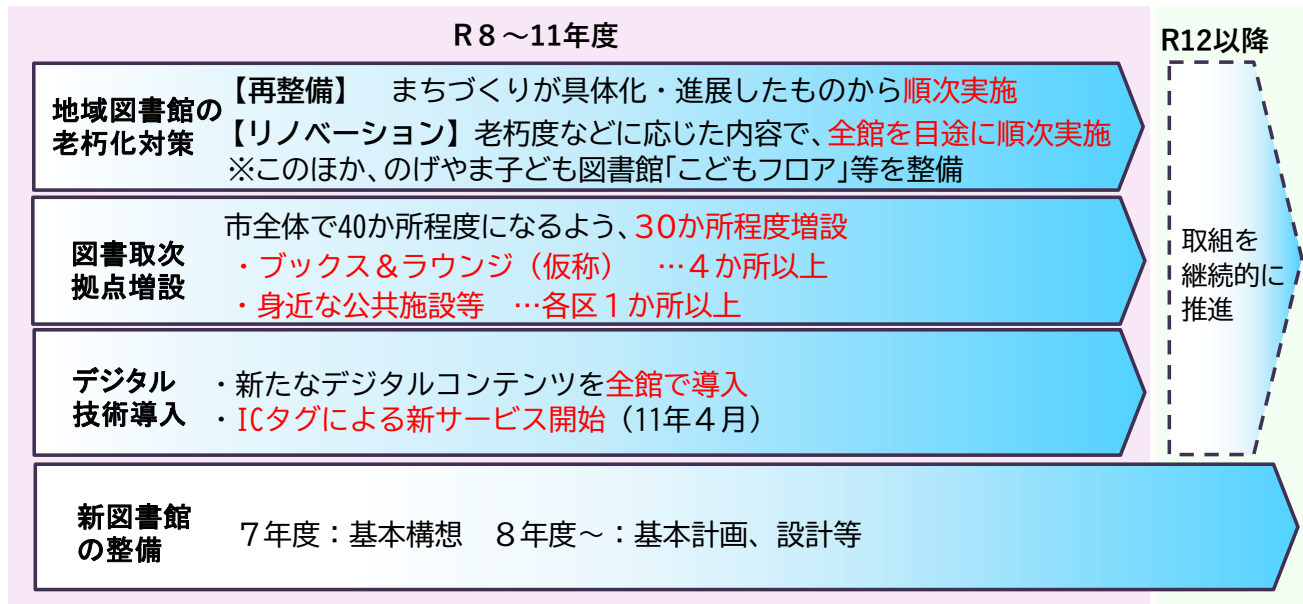 R８～11年度
R12以降
地域図書館の
老朽化対策
【再整備】　まちづくりが具体化・進展したものから順次実施
【リノベーション】老朽度などに応じた内容で、全館を目途に順次実施
※このほか、のげやま子ども図書館｢こどもフロア｣等を整備
図書取次
拠点増設
市全体で40か所程度になるよう、３０か所程度増設
・ブックス＆ラウンジ（仮称）　…４か所以上
・身近な公共施設等　…各区１か所以上
デジタル
技術導入
・新たなデジタルコンテンツを全館で導入
・ICタグによる新サービス開始（11年４月）
取組を
継続的に
推進
新図書館
の整備
７年度：基本構想　８年度～：基本計画、設計等